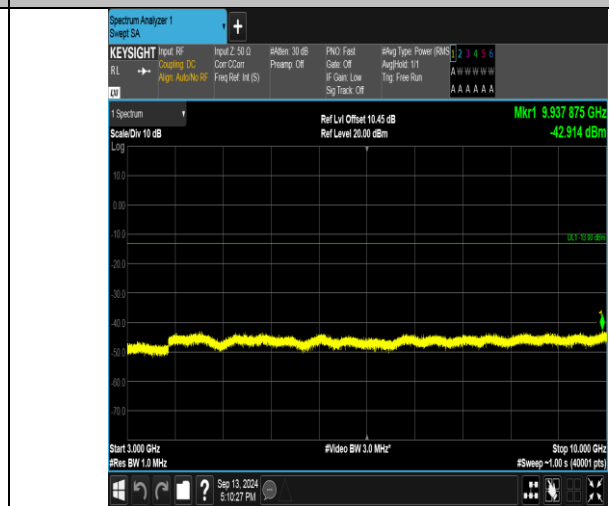 Spectrum Analyzer 1
Swept SA
+
KEYSIGHT Input: RF Input Z: 50 Ω #Atten: 30 dB PNO: Fast #Avg Type: Power (RMS 1 2 3 4 5 6
RL Coupling: DC Corr CCorr Preamp: Off Gate: Off Avg|Hold: 1/1 A W W W W W
Align: Auto/No RF Freq Ref: Int (S) IF Gain: Low Trig: Free Run
Sig Track: Off A A A A A A
1 Spectrum
Ref Lvl Offset 10.45 dB Mkr1 9.937 875 GHz
Scale/Div 10 dB Ref Level 20.00 dBm -42.914 dBm
Log
10.0
0.00
-10.0
DL1 -13.00 dBm
-20.0
-30.0
-40.0
1
-50.0
-60.0
-70.0
Start 3.000 GHz #Video BW 3.0 MHz* Stop 10.000 GHz
#Res BW 1.0 MHz #Sweep ~1.00 s (40001 pts)
? Sep 13, 2024
5:10:27 PM